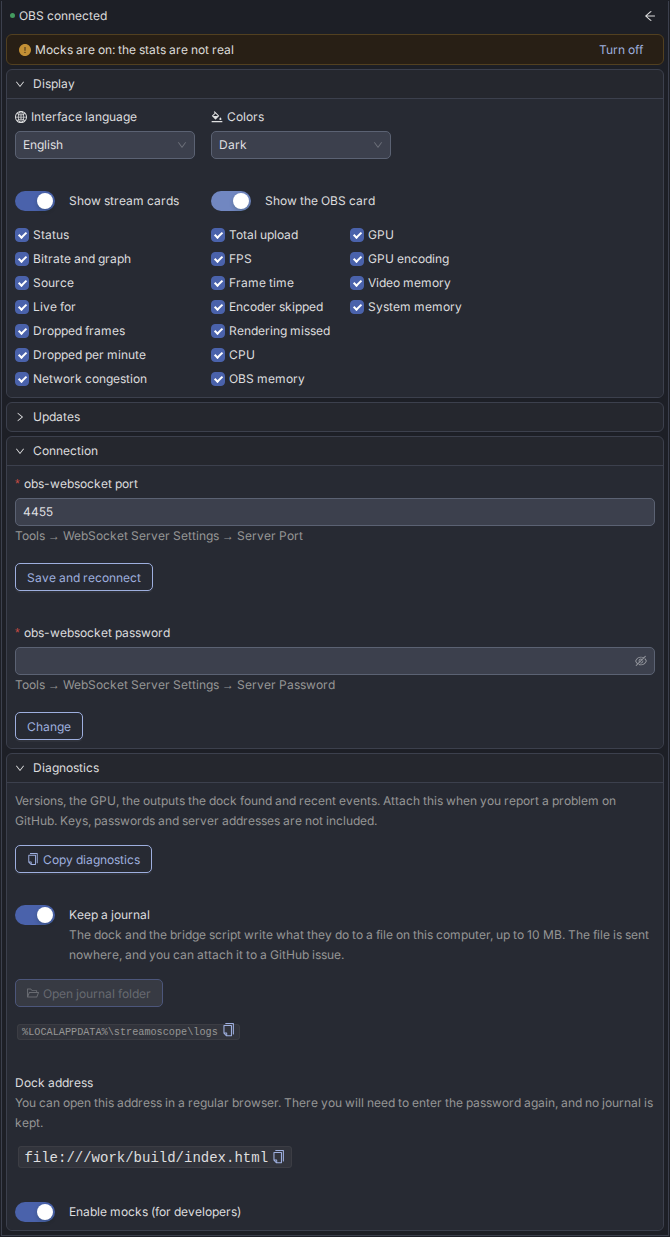 OBS connected
Mocks are on: the stats are not real Turn off
Display
Interface language Colors
English Dark
Show stream cards Show the OBS card
Status Total upload GPU
Bitrate and graph FPS GPU encoding
Source Frame time Video memory
Live for Encoder skipped System memory
Dropped frames Rendering missed
Dropped per minute CPU
Network congestion OBS memory
Updates
Connection
* obs-websocket port
4455
Tools → WebSocket Server Settings → Server Port
Save and reconnect
* obs-websocket password
Tools → WebSocket Server Settings → Server Password
Change
Diagnostics
Versions, the GPU, the outputs the dock found and recent events. Attach this when you report a problem on
GitHub. Keys, passwords and server addresses are not included.
Copy diagnostics
Keep a journal
The dock and the bridge script write what they do to a file on this computer, up to 10 MB. The file is sent
nowhere, and you can attach it to a GitHub issue.
Open journal folder
%LOCALAPPDATA%\streamoscope\logs
Dock address
You can open this address in a regular browser. There you will need to enter the password again, and no journal is
kept.
file:///work/build/index.html
Enable mocks (for developers)